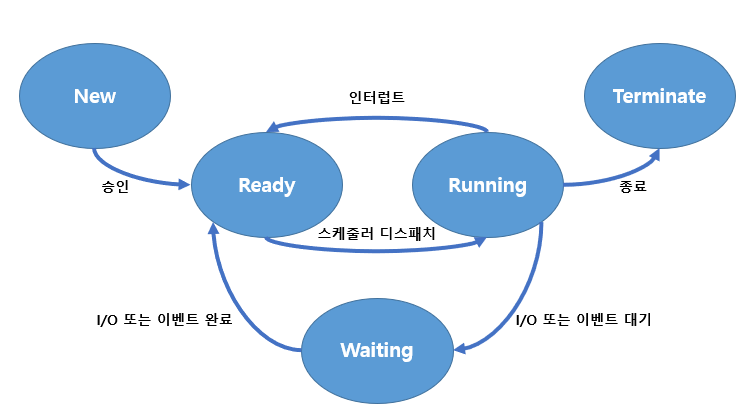 New
Terminate
인터럽트
Ready
Running
승인
종료
스케줄러 디스패치
I/O 또는 이벤트 완료
I/O 또는 이벤트 대기
Waiting